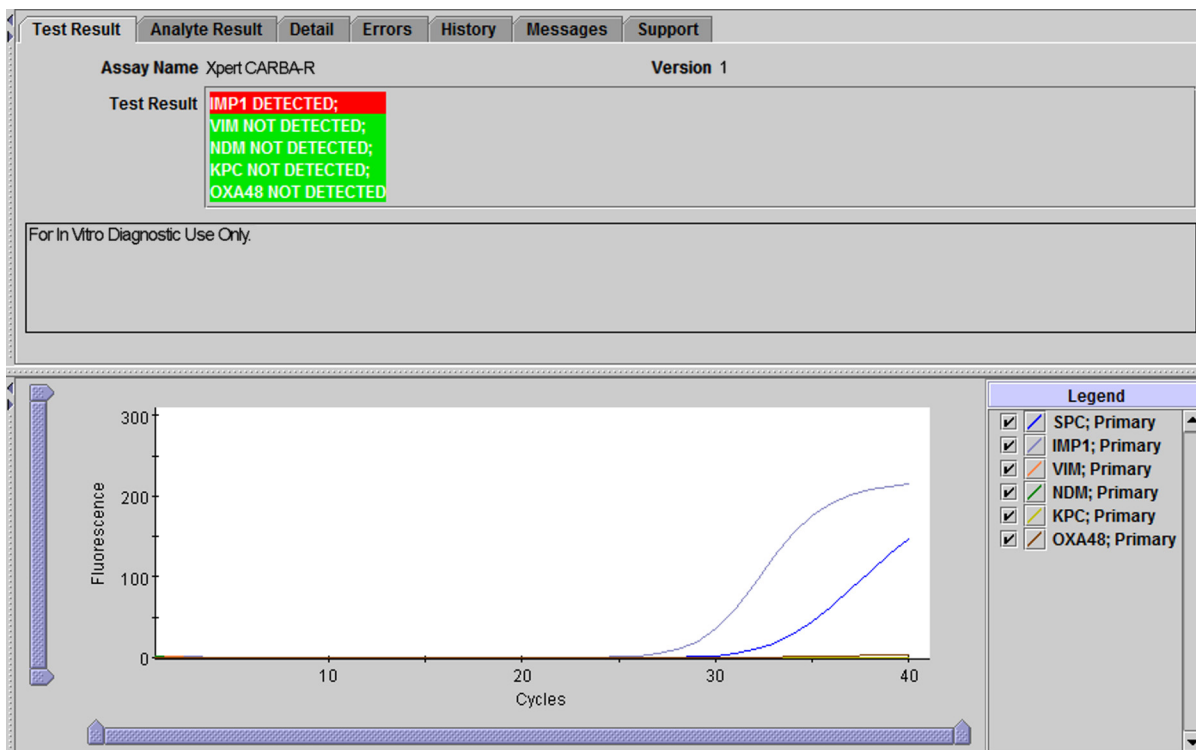 Test Result Analyte Result Detail Errors History Messages Support
Assay Name Xpert CARBA-R Version 1
Test Result IMP1 DETECTED;
VIM NOT DETECTED;
NDM NOT DETECTED;
KPC NOT DETECTED;
OXA48 NOT DETECTED
For In Vitro Diagnostic Use Only.
300
200
100
0
Fluorescence
10 20 30 40
Cycles
Legend
SPC; Primary
IMP1; Primary
VIM; Primary
NDM; Primary
KPC; Primary
OXA48; Primary